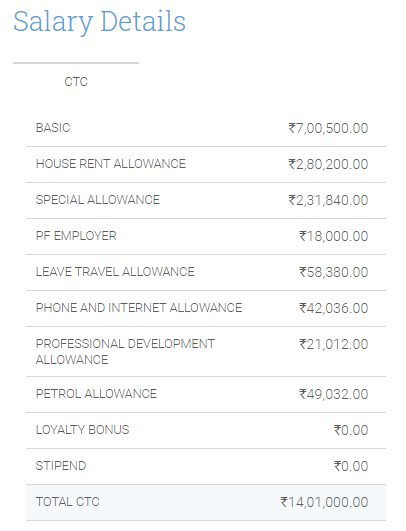 Salary Details
CTC
BASIC ₹7,00,500.00
HOUSE RENT ALLOWANCE ₹2,80,200.00
SPECIAL ALLOWANCE ₹2,31,840.00
PF EMPLOYER ₹18,000.00
LEAVE TRAVEL ALLOWANCE ₹58,380.00
PHONE AND INTERNET ALLOWANCE ₹42,036.00
PROFESSIONAL DEVELOPMENT ₹21,012.00
ALLOWANCE
PETROL ALLOWANCE ₹49,032.00
LOYALTY BONUS ₹0.00
STIPEND ₹0.00
TOTAL CTC ₹14,01,000.00